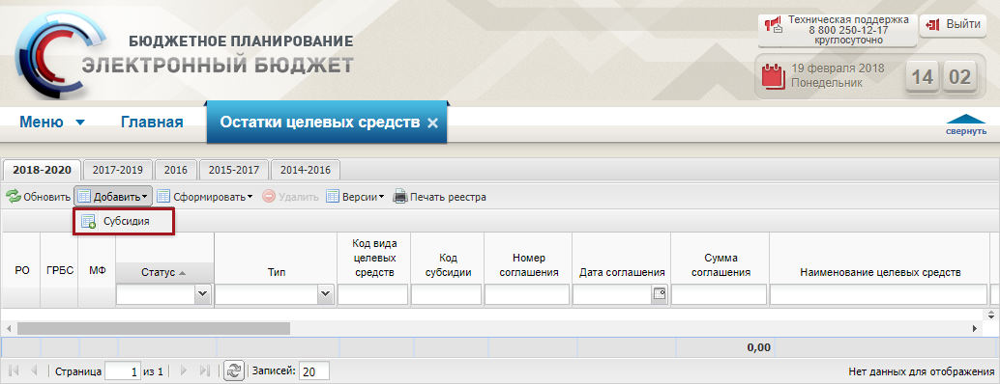 БЮДЖЕТНОЕ ПЛАНИРОВАНИЕ
ЭЛЕКТРОННЫЙ БЮДЖЕТ
Техническая поддержка
8 800 250-12-17
круглосуточно
Выйти
19 февраля 2018
Понедельник
14 02
Меню Главная Остатки целевых средств
свернуть
2018-2020 2017-2019 2016 2015-2017 2014-2016
Обновить Добавить Сформировать Удалить Версии Печать реестра
Субсидия
РО ГРБС МФ Статус Тип
Код вида
целевых
средств
Код
субсидии
Номер
соглашения
Дата соглашения
Сумма
соглашения
Наименование целевых средств
0,00
Страница 1 из 1 Записей: 20 Нет данных для отображения